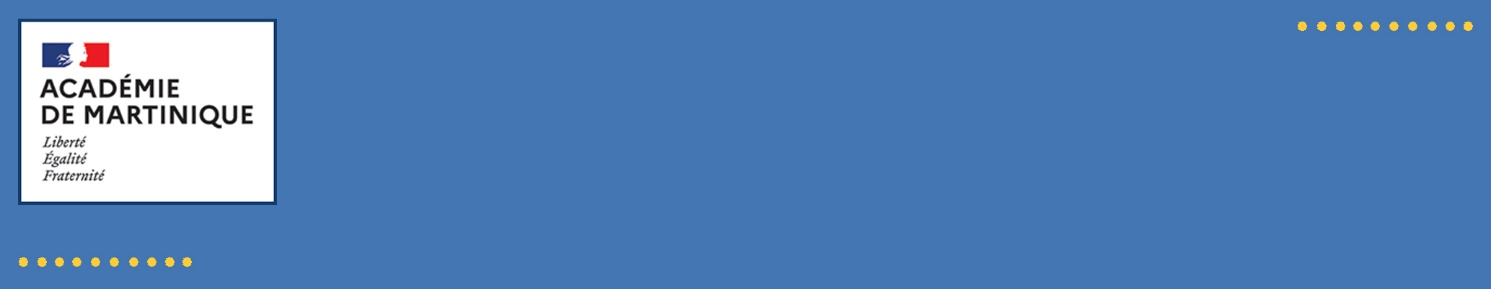 ACADÉMIE
DE MARTINIQUE
Liberté
Égalité
Fraternité